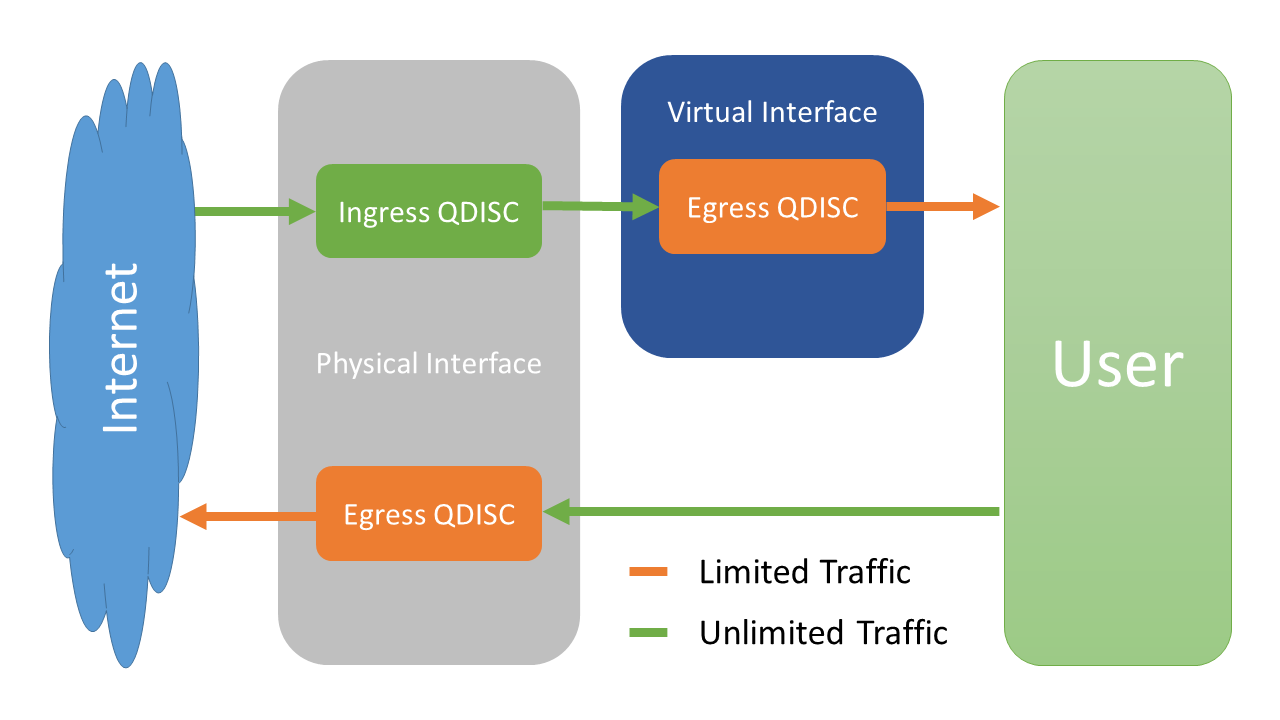 Virtual Interface
Ingress QDISC
Egress QDISC
Internet
Physical Interface
User
Egress QDISC
Limited Traffic
Unlimited Traffic